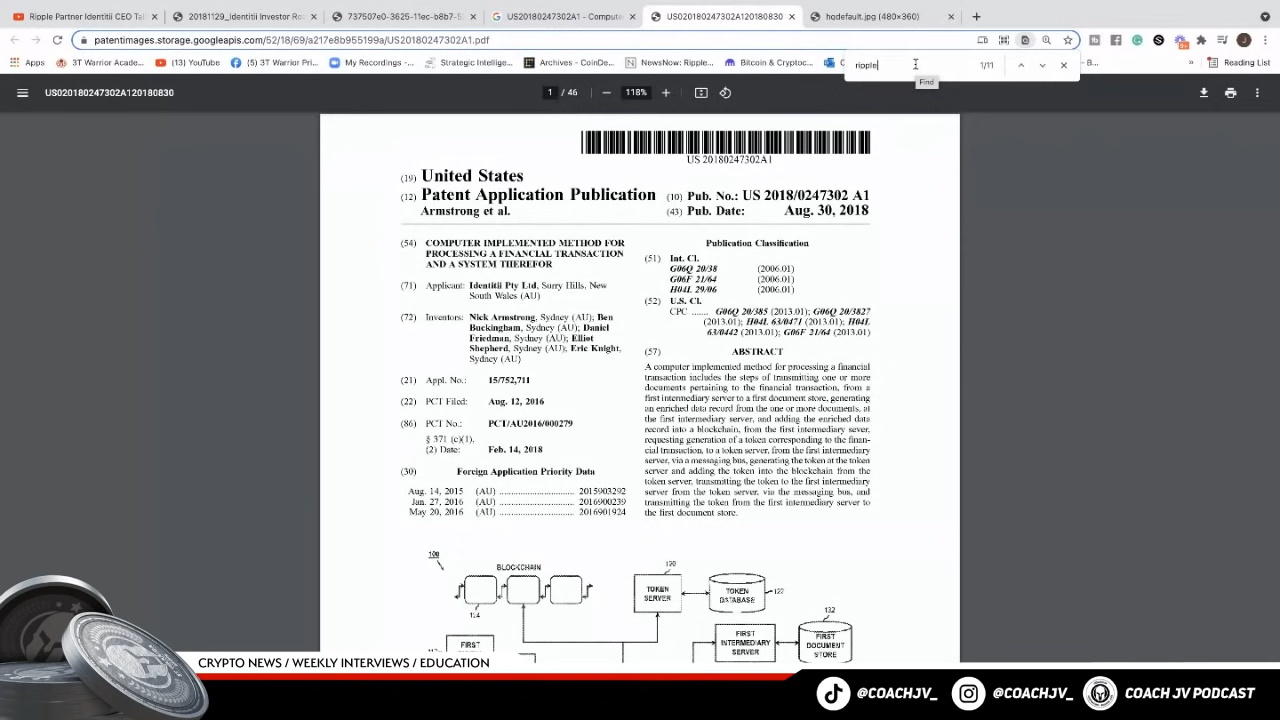 Ripple Partner Identitii CEO Tal
20181129_Identitii Investor Ro
737507e0-3625-11ec-b8b7-5
US20180247302A1 - Compute
US020180247302A120180830
hqdefault.jpg (480×360)
patentimages.storage.googleapis.com/52/18/69/a217e8b955199a/US20180247302A1.pdf
Apps
3T Warrior Acade...
(13) YouTube
(3) 3T Warrior Ac...
My Recordings -...
Strategic Intellige...
Archives - CoinDe...
NewsNow: Ripple...
Bitcoin & Cryptoc...
Reading List
ripple
1/11
Find
US020180247302A120180830
1 / 46
118%
US 20180247302A1
(19) United States
(12) Patent Application Publication
Armstrong et al.
(10) Pub. No.: US 2018/0247302 A1
(43) Pub. Date: Aug. 30, 2018
(54) COMPUTER IMPLEMENTED METHOD FOR
PROCESSING A FINANCIAL TRANSACTION
AND A SYSTEM THEREFOR
(71) Applicant: Identitii Pty Ltd, Surry Hills, New
South Wales (AU)
(72) Inventors: Nick Armstrong, Sydney (AU); Ben
Buckingham, Sydney (AU); Daniel
Friedman, Sydney (AU); Elliot
Shepherd, Sydney (AU); Eric Knight,
Sydney (AU)
(21) Appl. No.: 15/752,711
(22) PCT Filed: Aug. 12, 2016
(86) PCT No.: PCT/AU2016/000279
§ 371 (c)(1),
(2) Date: Feb. 14, 2018
(30) Foreign Application Priority Data
Aug. 14, 2015 (AU) ............................ 2015903292
Jan. 27, 2016 (AU) ............................ 2016900239
May 20, 2016 (AU) ............................ 2016901924
Publication Classification
(51) Int. Cl.
G06Q 20/38 (2006.01)
G06F 21/64 (2006.01)
H04L 29/06 (2006.01)
(52) U.S. Cl.
CPC ...... G06Q 20/385 (2013.01); G06Q 20/3827
(2013.01); H04L 63/0471 (2013.01); H04L
63/0442 (2013.01); G06F 21/64 (2013.01)
(57) ABSTRACT
A computer implemented method for processing a financial
transaction includes the steps of transmitting one or more
documents pertaining to the financial transaction, from a
first intermediary server to a first document store, generating
an enriched data record from the one or more documents, at
the first intermediary server, and adding the enriched data
record into a blockchain, from the first intermediary sever,
requesting generation of a token corresponding to the finan-
cial transaction, to a token server, from the first intermediary
server, via a messaging bus, generating the token at the token
server and adding the token into the blockchain from the
token server, transmitting the token to the first intermediary
server from the token server, via the messaging bus, and
transmitting the token from the first intermediary server to
the first document store.
100
BLOCKCHAIN
TOKEN
SERVER
TOKEN
DATABASE
122
132
FIRST
INTERMEDIARY
SERVER
FIRST
DOCUMENT
STORE
FIRST
CRYPTO NEWS / WEEKLY INTERVIEWS / EDUCATION
@COACHJV_
@COACHJV_
COACH JV PODCAST